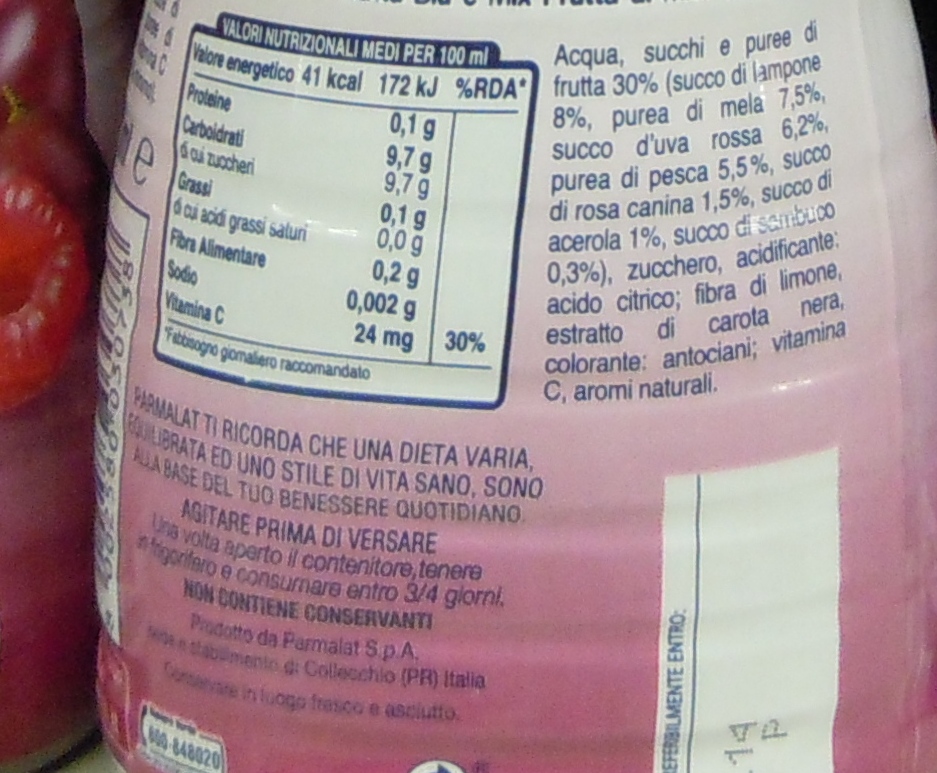 VALORI NUTRIZIONALI MEDI PER 100 ml
Valore energetico 41 kcal 172 kJ %RDA*
Proteine 0,1 g
Carboidrati 9,7 g
di cui zuccheri 9,7 g
Grassi 0,1 g
di cui acidi grassi saturi 0,0 g
Fibra Alimentare 0,2 g
Sodio 0,002 g
Vitamina C 24 mg 30%
*Fabbisogno giornaliero raccomandato
Acqua, succhi e puree di
frutta 30% (succo di lampone
8%, purea di mela 7,5%,
succo d'uva rossa 6,2%,
purea di pesca 5,5%, succo
di rosa canina 1,5%, succo di
acerola 1%, succo di sambuco
0,3%), zucchero, acidificante:
acido citrico; fibra di limone,
estratto di carota nera,
colorante: antociani; vitamina
C, aromi naturali.
PARMALAT TI RICORDA CHE UNA DIETA VARIA,
EQUILIBRATA ED UNO STILE DI VITA SANO, SONO
ALLA BASE DEL TUO BENESSERE QUOTIDIANO.
AGITARE PRIMA DI VERSARE
Una volta aperto il contenitore, tenere
in frigorifero e consumare entro 3/4 giorni.
NON CONTIENE CONSERVANTI
Prodotto da Parmalat S.p.A.
sede e stabilimento di Collecchio (PR) Italia
Conservare in luogo fresco e asciutto.
800-848020
ENTRO: